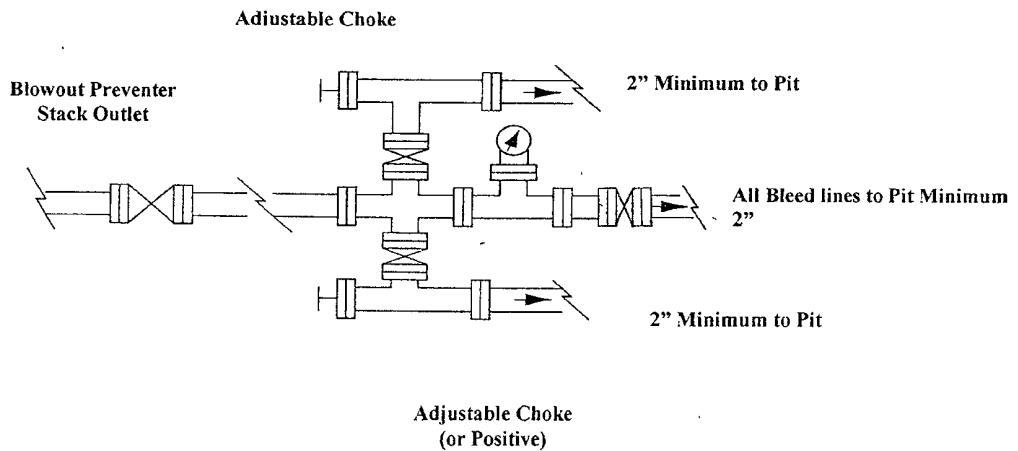 Adjustable Choke
Blowout Preventer
Stack Outlet
2” Minimum to Pit
All Bleed lines to Pit Minimum
2”
2” Minimum to Pit
Adjustable Choke
(or Positive)